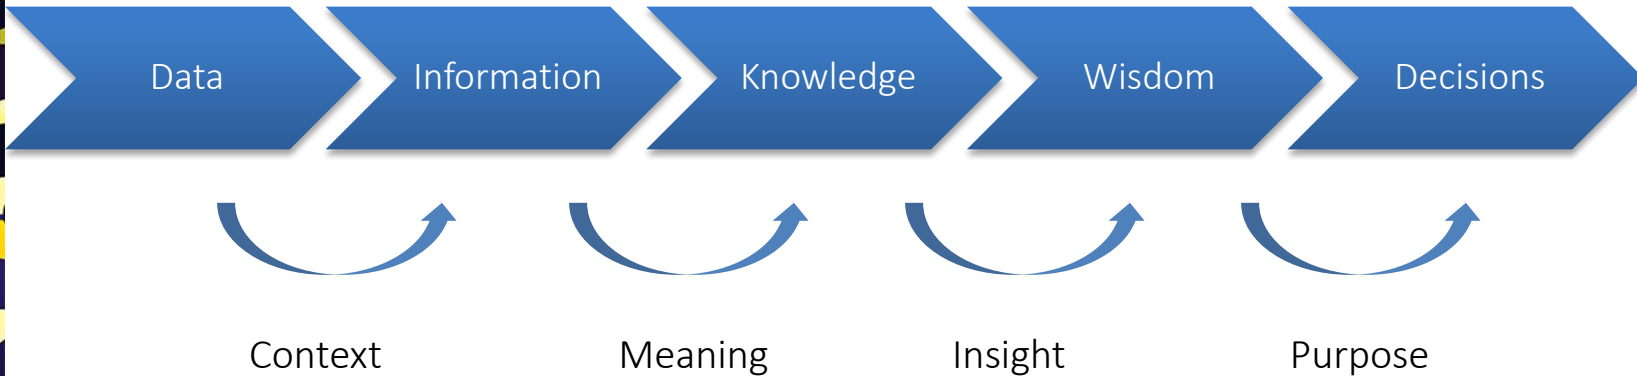 Data Information Knowledge Wisdom Decisions
Context Meaning Insight Purpose